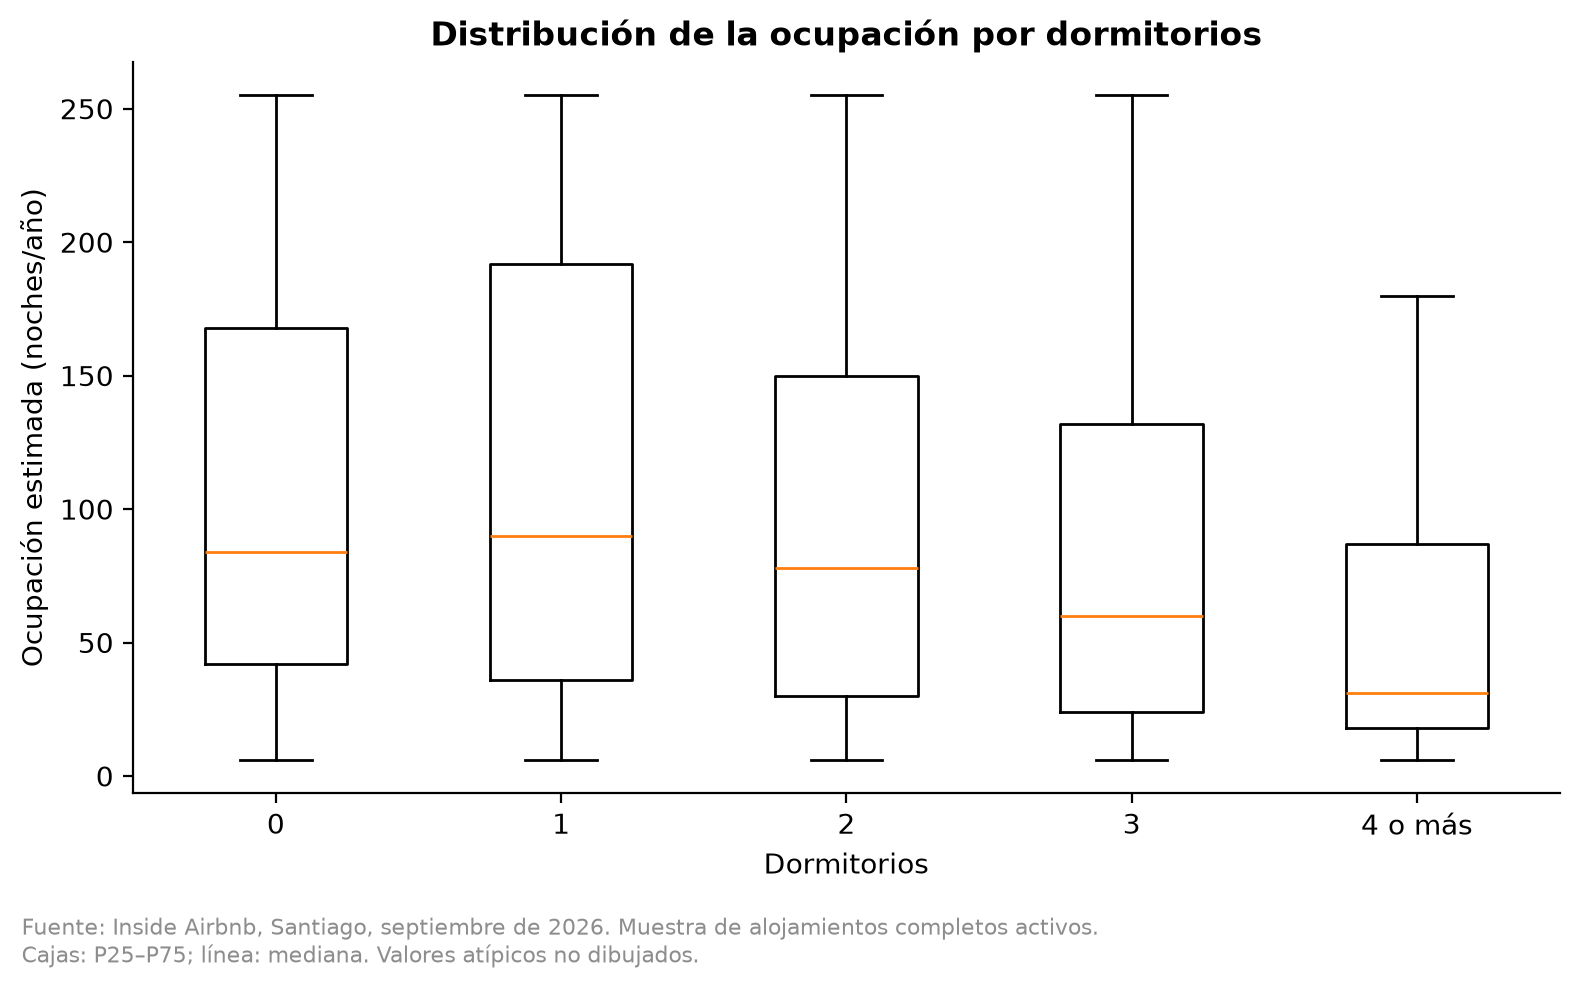 Distribución de la ocupación por dormitorios
Ocupación estimada (noches/año)
250
200
150
100
50
0
0
1
2
3
4 o más
Dormitorios
Fuente: Inside Airbnb, Santiago, septiembre de 2026. Muestra de alojamientos completos activos.
Cajas: P25–P75; línea: mediana. Valores atípicos no dibujados.